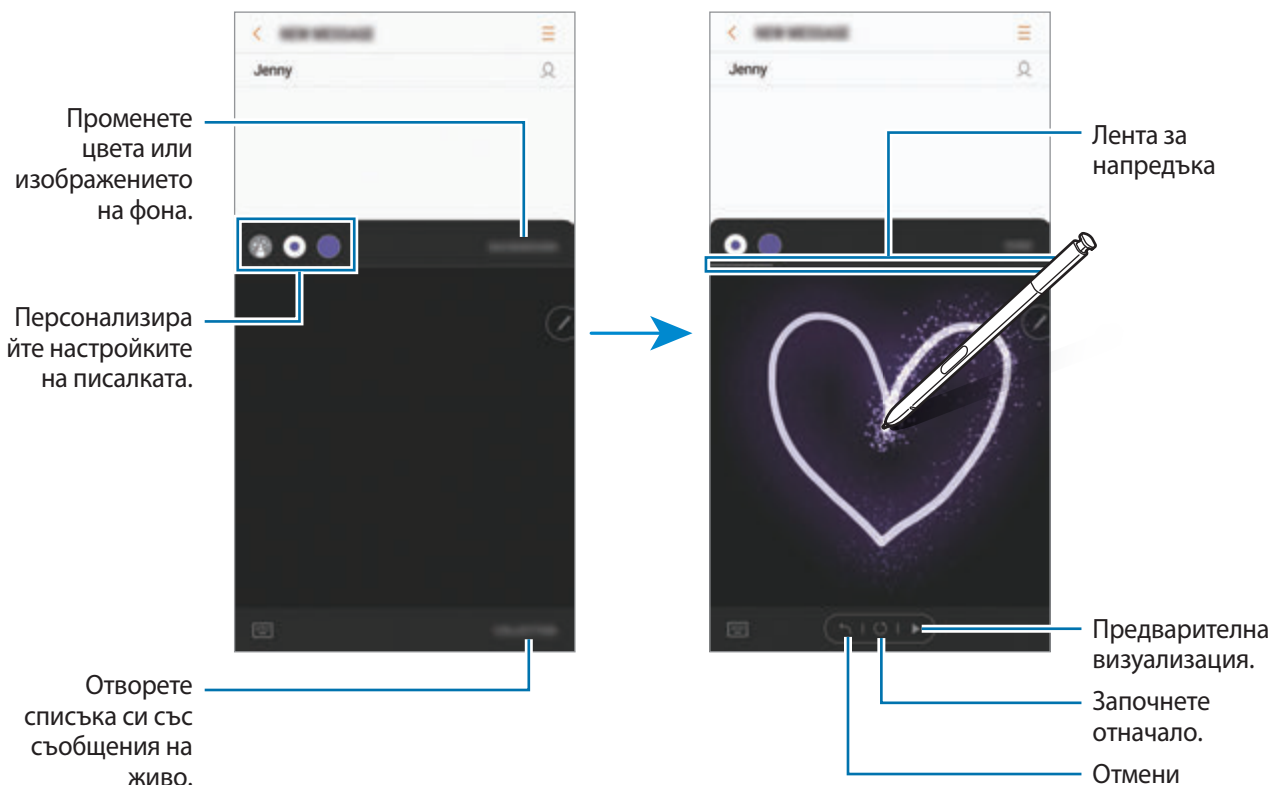 Jenny
Променете
цвета или
изображението
на фона.
Персонализира
йте настройките
на писалката.
Отворете
списъка си със
съобщения на
живо.
Jenny
Лента за
напредъка
Предварителна
визуализация.
Започнете
отначало.
Отмени